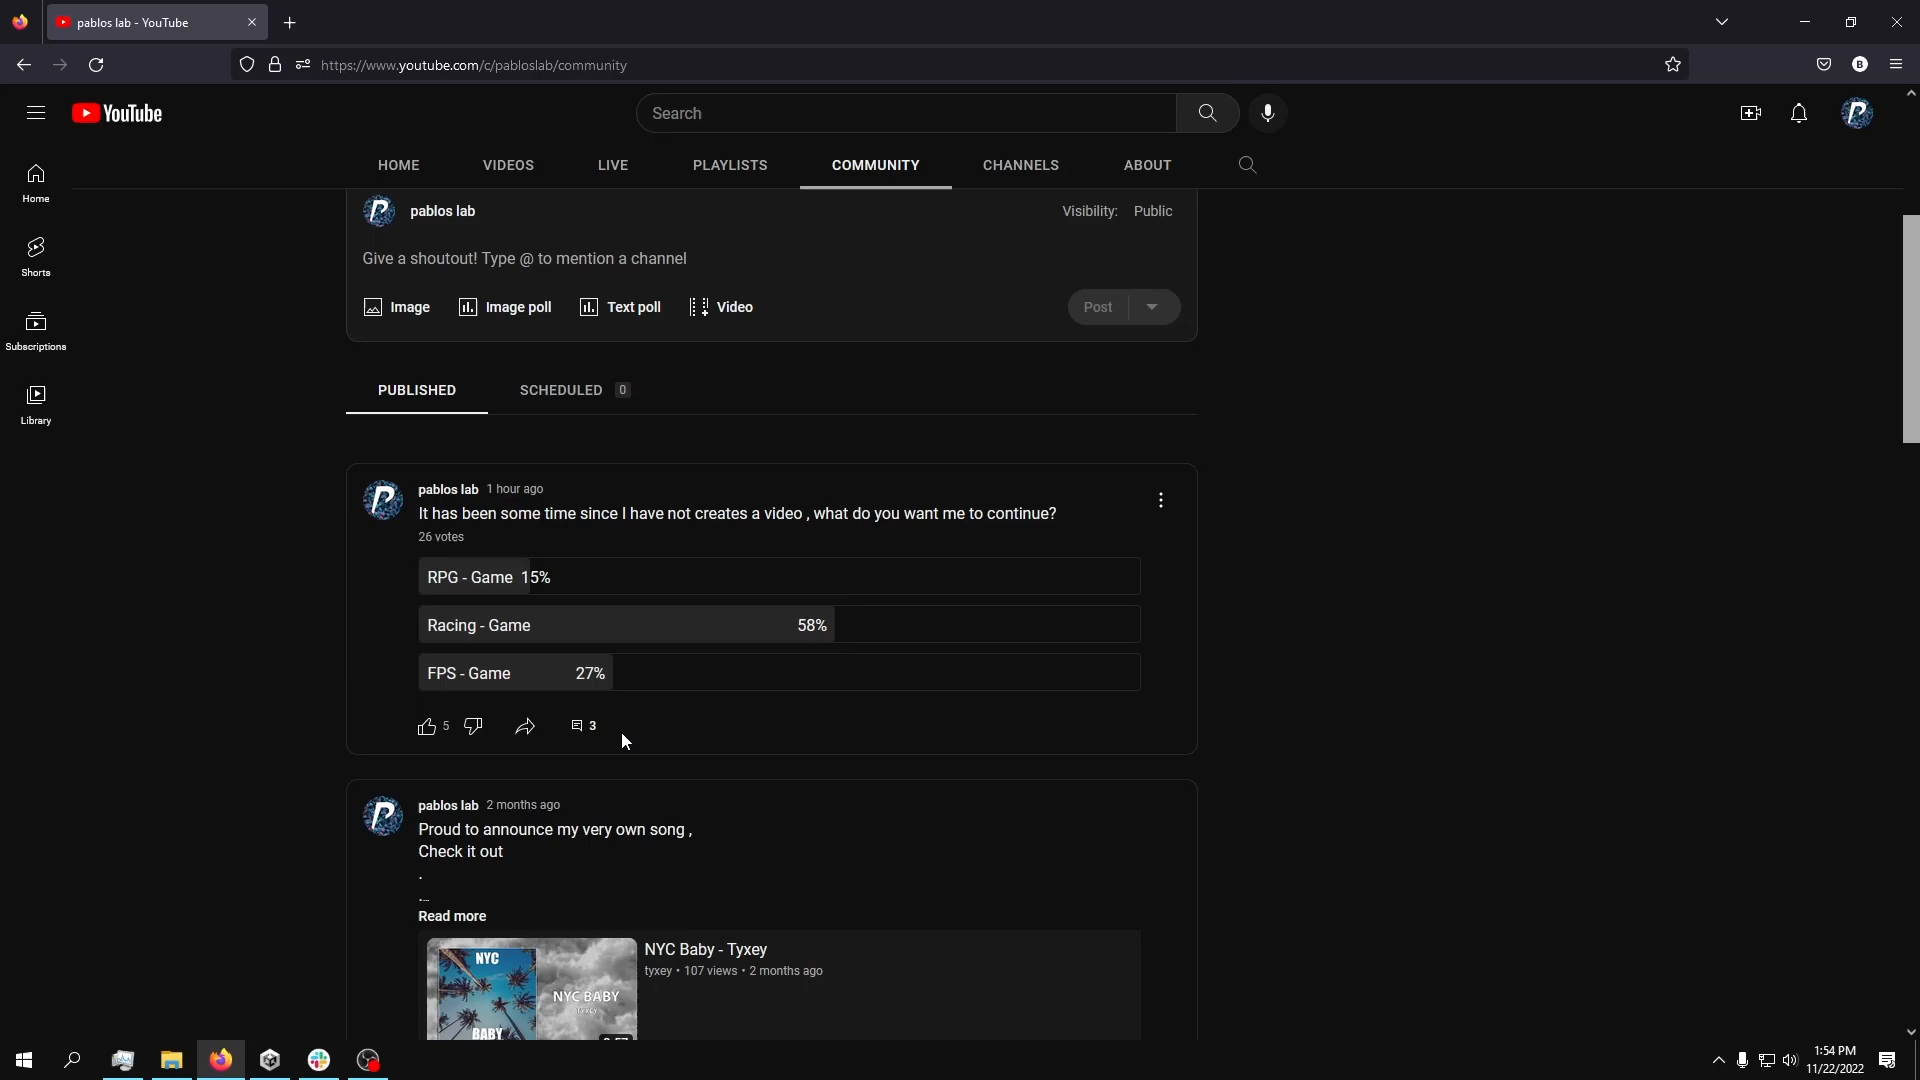 pablos lab - YouTube
https://www.youtube.com/c/pabloslab/community
YouTube
Search
HOME VIDEOS LIVE PLAYLISTS COMMUNITY CHANNELS ABOUT
Home
Shorts
Subscriptions
Library
pablos lab Visibility: Public
Give a shoutout! Type @ to mention a channel
Image Image poll Text poll Video Post
PUBLISHED SCHEDULED 0
pablos lab 1 hour ago
It has been some time since I have not creates a video , what do you want me to continue?
26 votes
RPG - Game 15%
Racing - Game 58%
FPS - Game 27%
5 3
pablos lab 2 months ago
Proud to announce my very own song ,
Check it out
.
....
Read more
NYC
BABY
NYC BABY
TYXEY
NYC Baby - Tyxey
tyxey • 107 views • 2 months ago
1:54 PM
11/22/2022